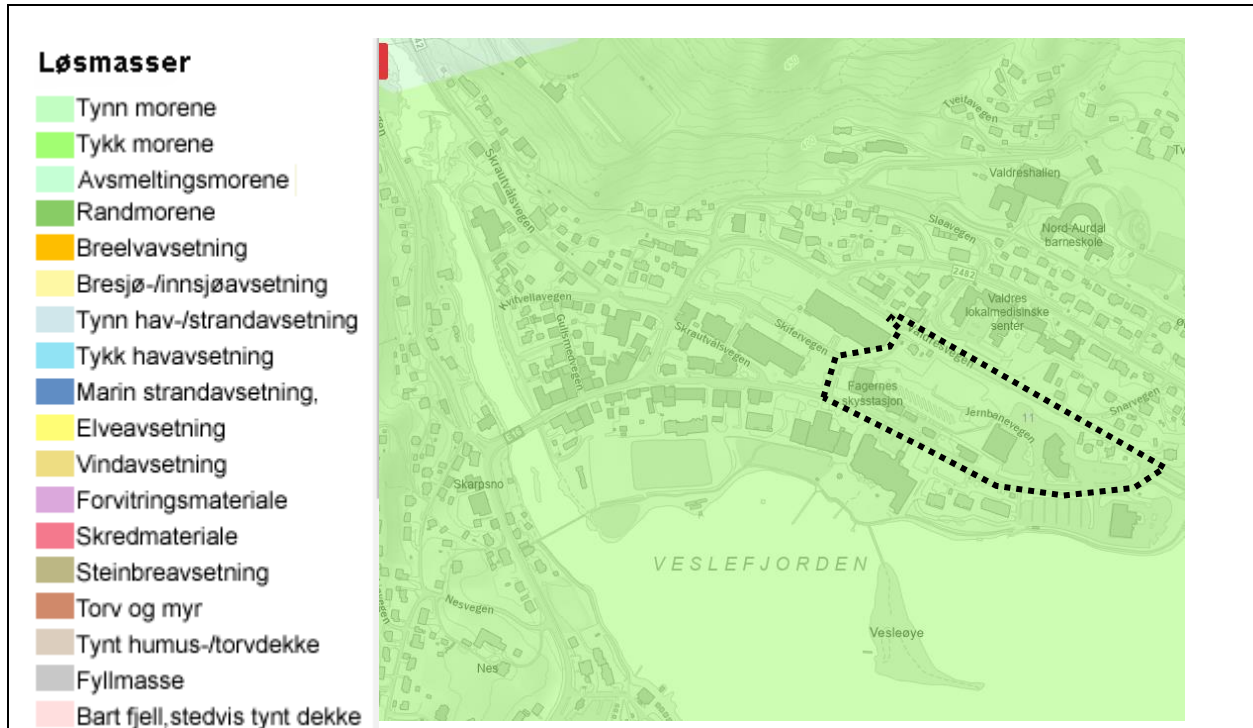 Løsmasser
Tynn morene
Tykk morene
Avsmeltingsmorene
Randmorene
Breelvavsetning
Bresjø-/innsjøavsetning
Tynn hav-/strandavsetning
Tykk havavsetning
Marin strandavsetning,
Elveavsetning
Vindavsetning
Forvitringsmateriale
Skredmateriale
Steinbreavsetning
Torv og myr
Tynt humus-/torvdekke
Fyllmasse
Bart fjell,stedvis tynt dekke
Tveitavegen
Skrautvålsvegen
Valdreshallen
Nord-Aurdal
barneskole
Sløavegen
2482
Kvitvellavegen
Gullsmedvegen
Valdres
lokalmedisinske
senter
Skifervegen
Skrautvålsvegen
Valdresvegen
Fagernes
skysstasjon
Jernbanevegen
11
Snarvegen
E16
Skarpsno
VESLEFJORDEN
Nesvegen
Vesleøye
Nes